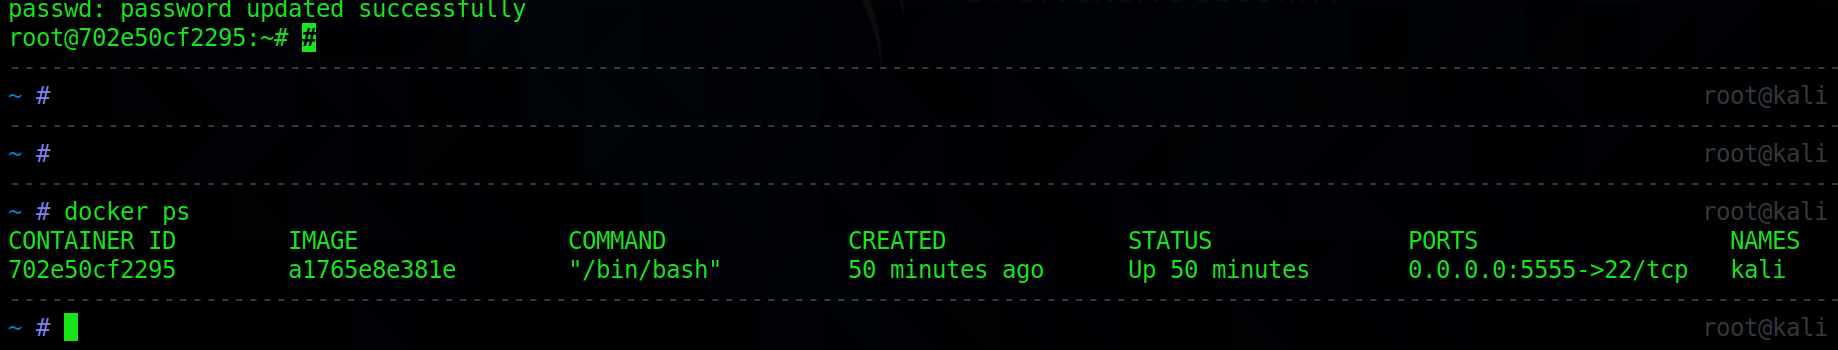 passwd: password updated successfully
root@702e50cf2295:~# #
~ # root@kali
~ # root@kali
~ # docker ps root@kali
CONTAINER ID IMAGE COMMAND CREATED STATUS PORTS NAMES
702e50cf2295 a1765e8e381e "/bin/bash" 50 minutes ago Up 50 minutes 0.0.0.0:5555->22/tcp kali
~ # root@kali